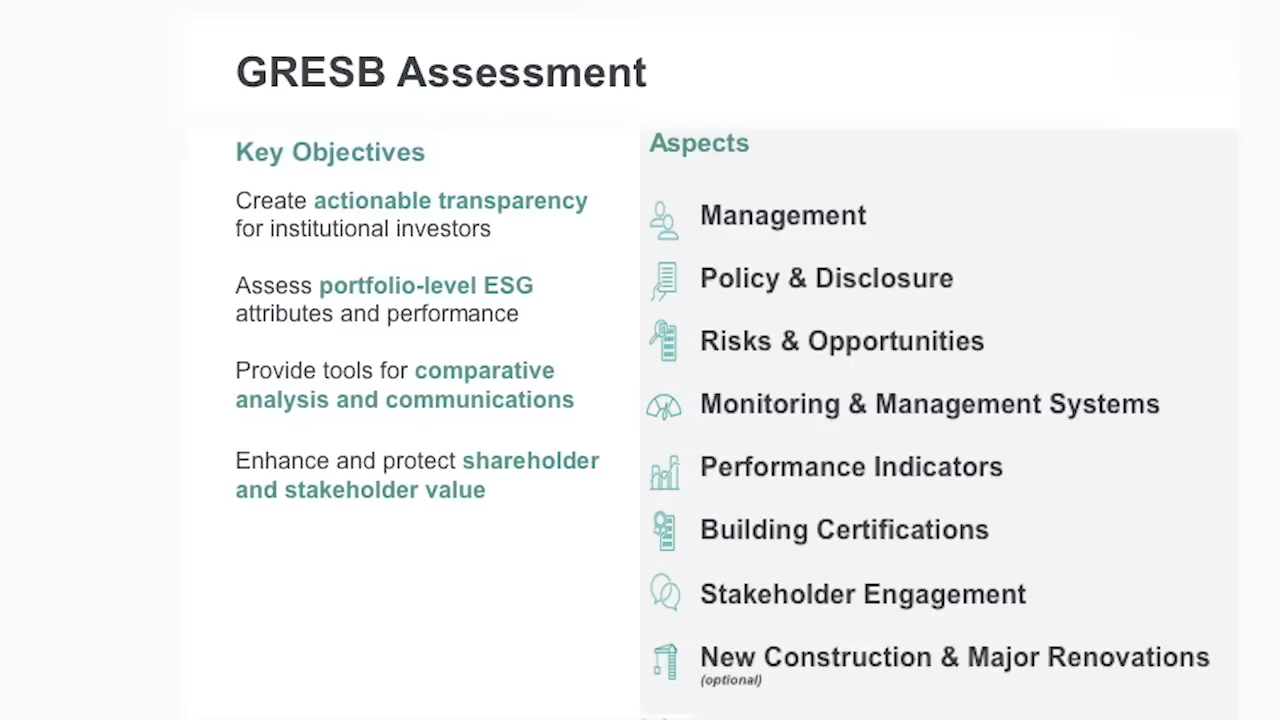 GRESB Assessment
Key Objectives
Create actionable transparency
for institutional investors
Assess portfolio-level ESG
attributes and performance
Provide tools for comparative
analysis and communications
Enhance and protect shareholder
and stakeholder value
Aspects
Management
Policy & Disclosure
Risks & Opportunities
Monitoring & Management Systems
Performance Indicators
Building Certifications
Stakeholder Engagement
New Construction & Major Renovations
(optional)